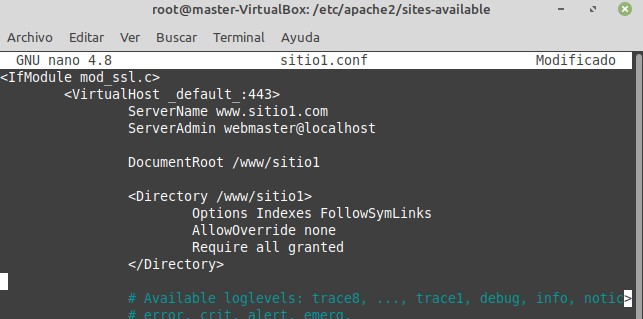 root@master-VirtualBox: /etc/apache2/sites-available
Archivo Editar Ver Buscar Terminal Ayuda
GNU nano 4.8 sitio1.conf Modificado
<IfModule mod_ssl.c>
<VirtualHost _default_:443>
ServerName www.sitio1.com
ServerAdmin webmaster@localhost
DocumentRoot /www/sitio1
<Directory /www/sitio1>
Options Indexes FollowSymLinks
AllowOverride none
Require all granted
</Directory>
# Available loglevels: trace8, ..., trace1, debug, info, notic>
# error, crit, alert, emerg.